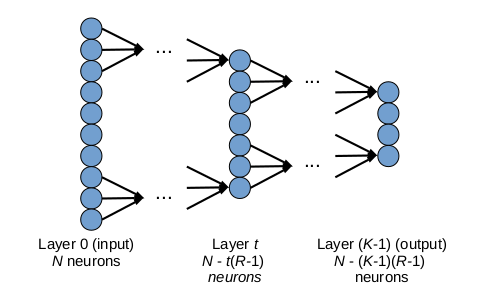 ...
...
...
...
Layer 0 (input)
N neurons
Layer t
N - t(R-1)
neurons
Layer (K-1) (output)
N - (K-1)(R-1)
neurons